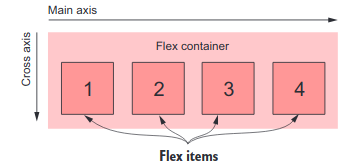 Main axis
Cross axis
Flex container
1 2 3 4
Flex items